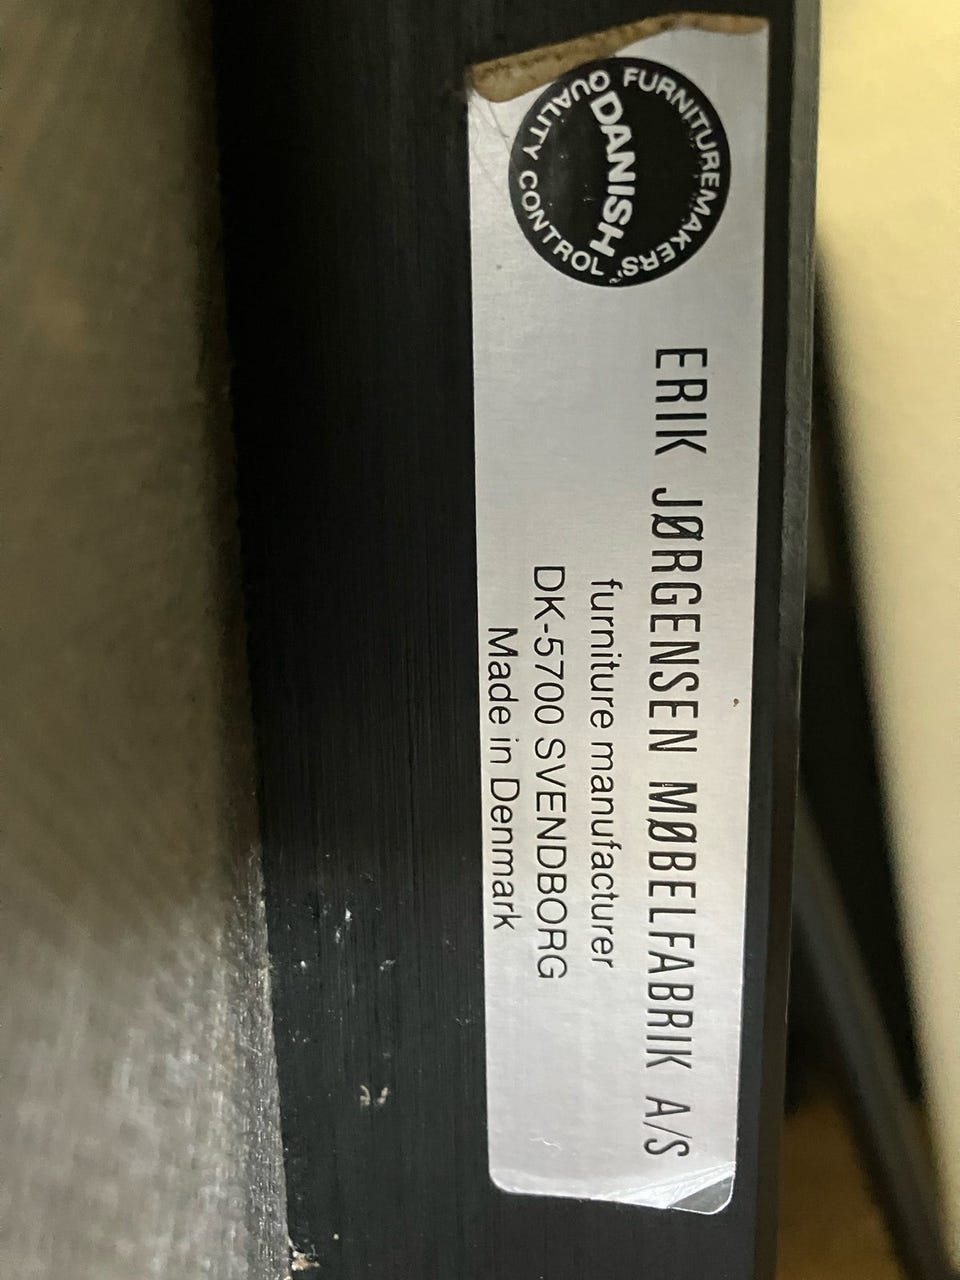 DANISH
FURNITUREMAKERS'
QUALITY CONTROL
ERIK JØRGENSEN MØBELFABRIK A/S
furniture manufacturer
DK-5700 SVENDBORG
Made in Denmark